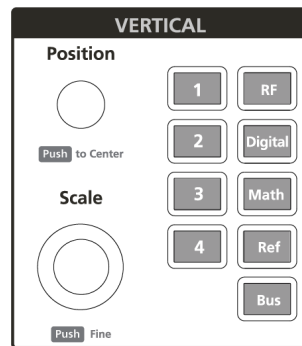 VERTICAL
Position
Push to Center
Scale
Push Fine
1
RF
2
Digital
3
Math
4
Ref
Bus